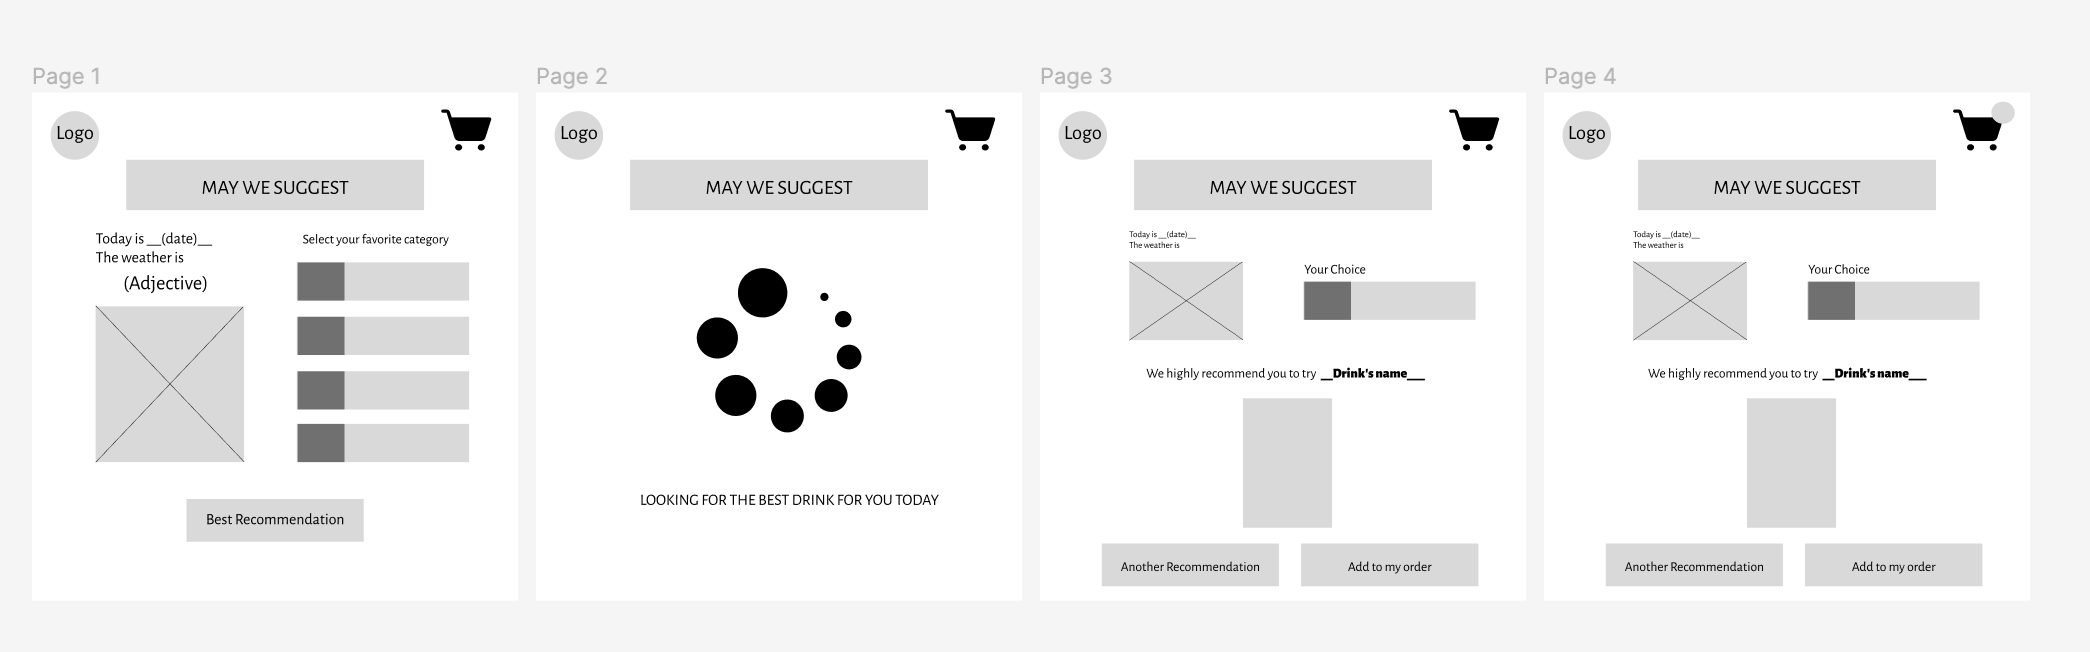 Page 1
Logo
MAY WE SUGGEST
Today is __(date)__
The weather is
(Adjective)
Select your favorite category
Best Recommendation
Page 2
Logo
MAY WE SUGGEST
LOOKING FOR THE BEST DRINK FOR YOU TODAY
Page 3
Logo
MAY WE SUGGEST
Today is __(date)__
The weather is
Your Choice
We highly recommend you to try __Drink's name___
Another Recommendation
Add to my order
Page 4
Logo
MAY WE SUGGEST
Today is __(date)__
The weather is
Your Choice
We highly recommend you to try __Drink's name___
Another Recommendation
Add to my order